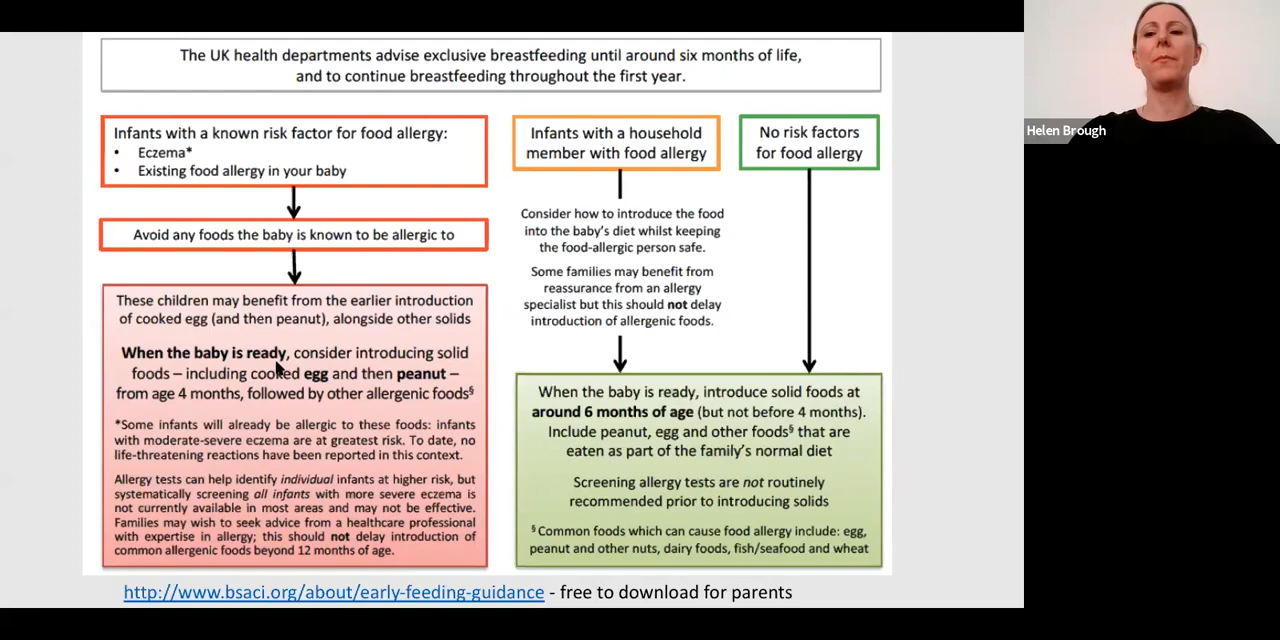 The UK health departments advise exclusive breastfeeding until around six months of life,
and to continue breastfeeding throughout the first year.
Infants with a known risk factor for food allergy:
• Eczema*
• Existing food allergy in your baby
Avoid any foods the baby is known to be allergic to
These children may benefit from the earlier introduction
of cooked egg (and then peanut), alongside other solids
When the baby is ready, consider introducing solid
foods – including cooked egg and then peanut –
from age 4 months, followed by other allergenic foods§
*Some infants will already be allergic to these foods: infants
with moderate-severe eczema are at greatest risk. To date, no
life-threatening reactions have been reported in this context.
Allergy tests can help identify individual infants at higher risk, but
systematically screening all infants with more severe eczema is
not currently available in most areas and may not be effective.
Families may wish to seek advice from a healthcare professional
with expertise in allergy; this should not delay introduction of
common allergenic foods beyond 12 months of age.
Infants with a household
member with food allergy
Consider how to introduce the food
into the baby's diet whilst keeping
the food-allergic person safe.
Some families may benefit from
reassurance from an allergy
specialist but this should not delay
introduction of allergenic foods.
No risk factors
for food allergy
When the baby is ready, introduce solid foods at
around 6 months of age (but not before 4 months).
Include peanut, egg and other foods§ that are
eaten as part of the family's normal diet
Screening allergy tests are not routinely
recommended prior to introducing solids
§Common foods which can cause food allergy include: egg,
peanut and other nuts, dairy foods, fish/seafood and wheat
http://www.bsaci.org/about/early-feeding-guidance - free to download for parents
Helen Brough